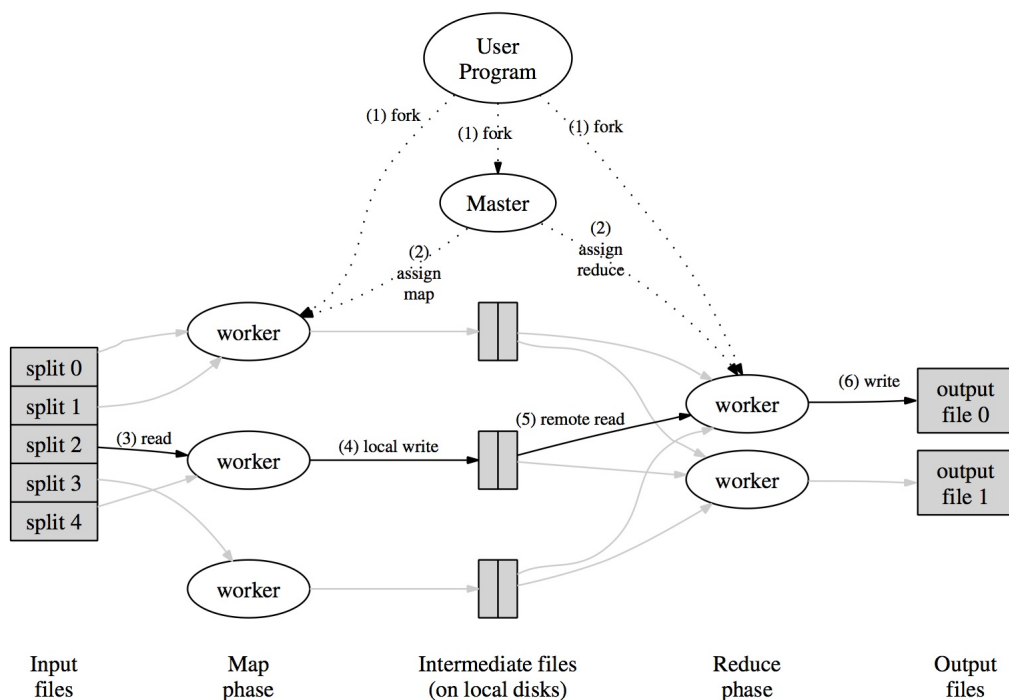 User
Program
(1) fork
(1) fork
(1) fork
Master
(2)
assign
map
(2)
assign
reduce
worker
split 0
split 1
split 2
split 3
split 4
(3) read
worker
(4) local write
(5) remote read
worker
(6) write
output
file 0
worker
output
file 1
worker
Input
files
Map
phase
Intermediate files
(on local disks)
Reduce
phase
Output
files